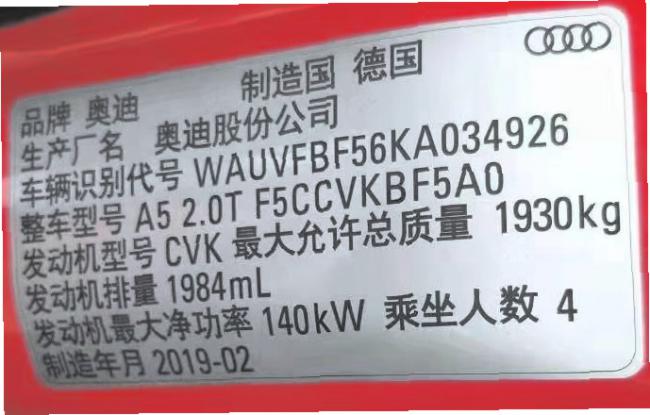 品牌 奥迪 制造国 德国
生产厂名 奥迪股份公司
车辆识别代号 WAUVFBF56KA034926
整车型号 A5 2.0T F5CCVKBF5A0
发动机型号 CVK 最大允许总质量 1930kg
发动机排量 1984mL
发动机最大净功率 140kW 乘坐人数 4
制造年月 2019-02